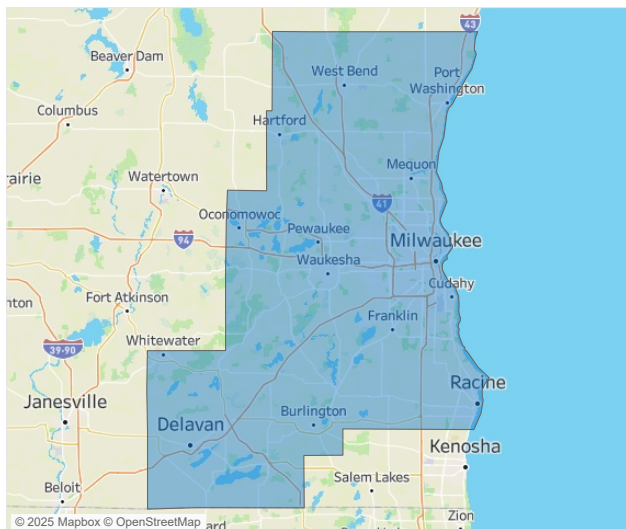 43
Beaver Dam
West Bend
Port
Washington
Columbus
Hartford
rairie
Watertown
Mequon
41
Oconomowoc
94
Pewaukee
Milwaukee
Waukesha
Cudahy
nton
Fort Atkinson
Franklin
Whitewater
39-90
Racine
Janesville
Burlington
Delavan
Kenosha
Salem Lakes
Beloit
Zion
© 2025 Mapbox © OpenStreetMap
ard